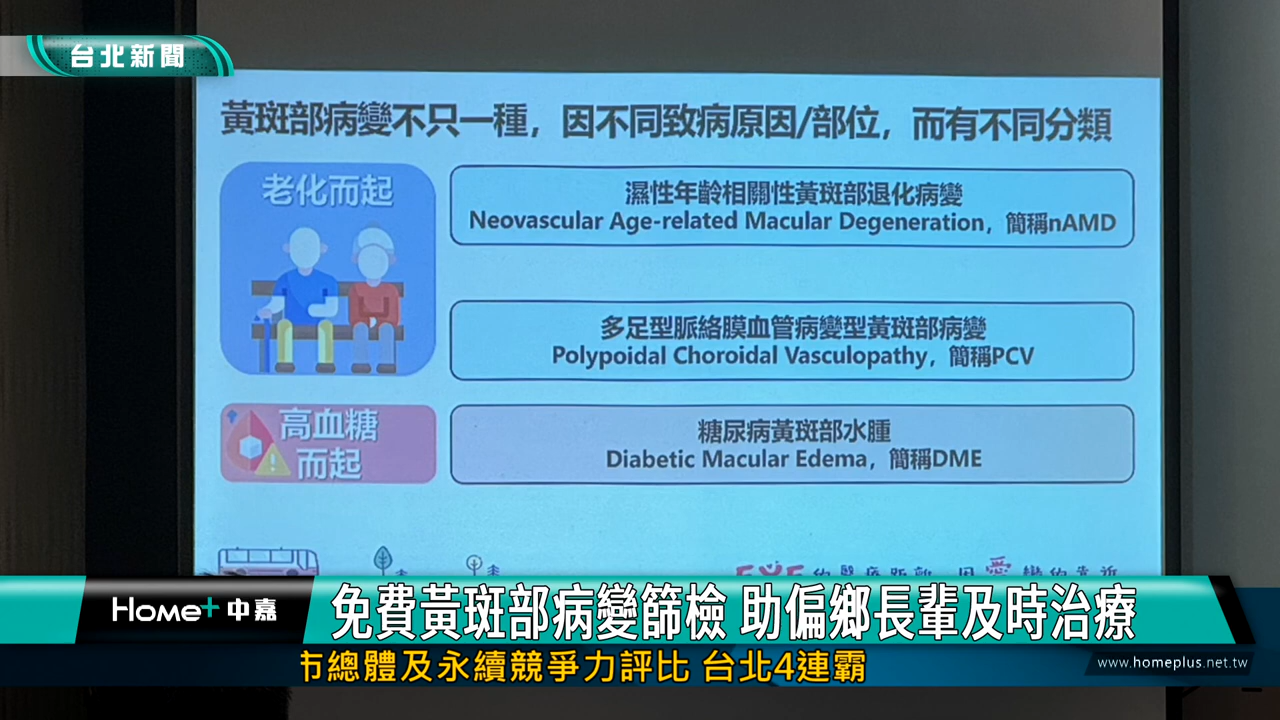 台北新聞
黃斑部病變不只一種，因不同致病原因/部位，而有不同分類
老化而起
濕性年齡相關性黃斑部退化病變
Neovascular Age-related Macular Degeneration，簡稱nAMD
多足型脈絡膜血管病變型黃斑部病變
Polypoidal Choroidal Vasculopathy，簡稱PCV
高血糖
而起
糖尿病黃斑部水腫
Diabetic Macular Edema，簡稱DME
Home+ 中嘉
免費黃斑部病變篩檢 助偏鄉長輩及時治療
市總體及永續競爭力評比 台北4連霸
www.homeplus.net.tw